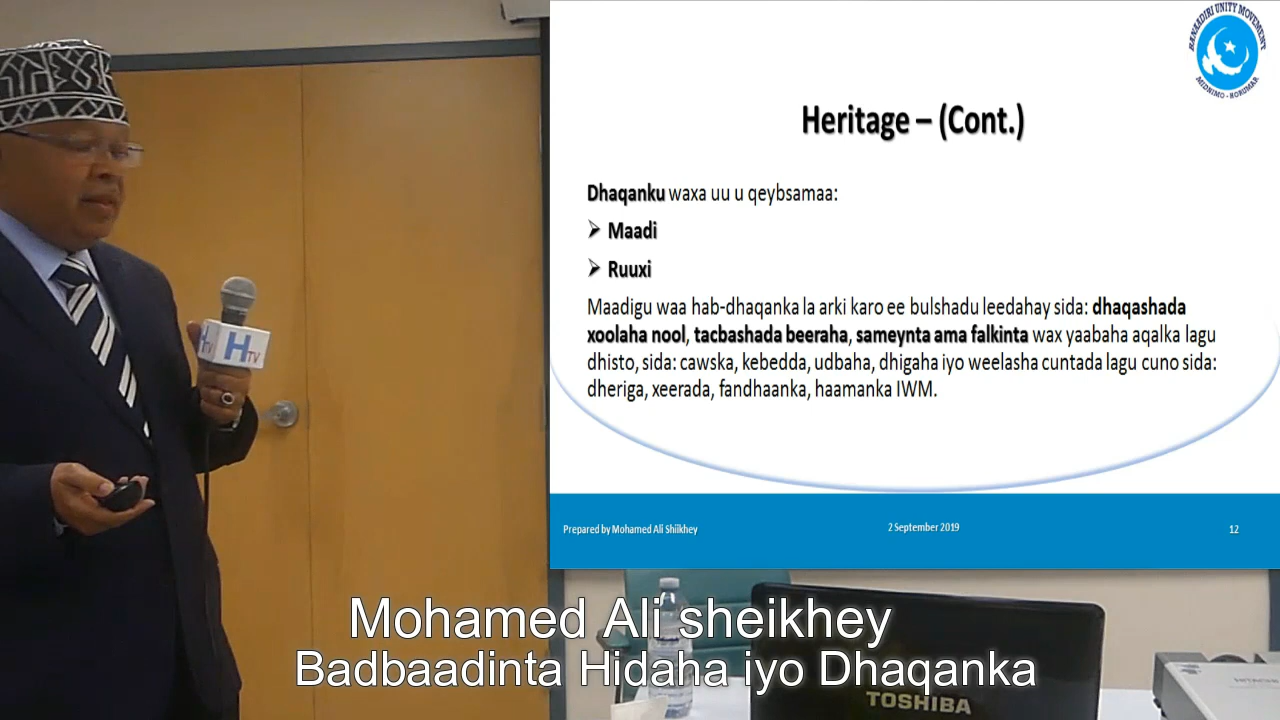 BANAADIRI UNITY MOVEMENT
MIDNIMO - HORUMAR
Heritage – (Cont.)
Dhaqanku waxa uu u qeybsamaa:
Maadi
Ruuxi
Maadigu waa hab-dhaqanka la arki karo ee bulshadu leedahay sida: dhaqashada
xoolaha nool, tacbashada beeraha, sameynta ama falkinta wax yaabaha aqalka lagu
dhisto, sida: cawska, kebedda, udbaha, dhigaha iyo weelasha cuntada lagu cuno sida:
dheriga, xeerada, fandhaanka, haamanka IWM.
Prepared by Mohamed Ali Shiikhey
2 September 2019
12
H TV
H TV
Mohamed Ali sheikhey
Badbaadinta Hidaha iyo Dhaqanka
TOSHIBA
HITACHI